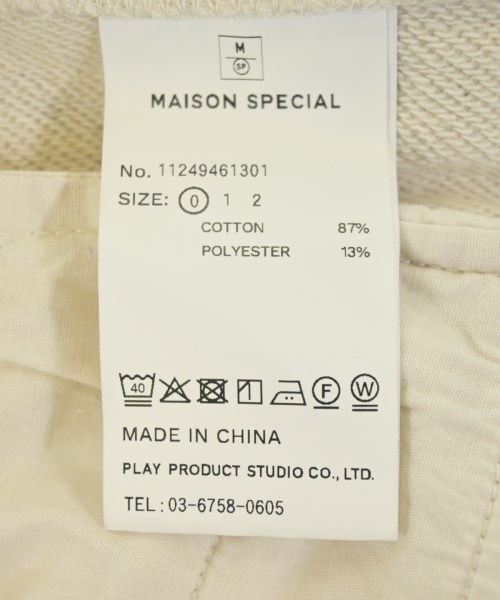 M
SP
MAISON SPECIAL
No. 11249461301
SIZE: 0 1 2
COTTON 87%
POLYESTER 13%
40 F W
MADE IN CHINA
PLAY PRODUCT STUDIO CO., LTD.
TEL : 03-6758-0605